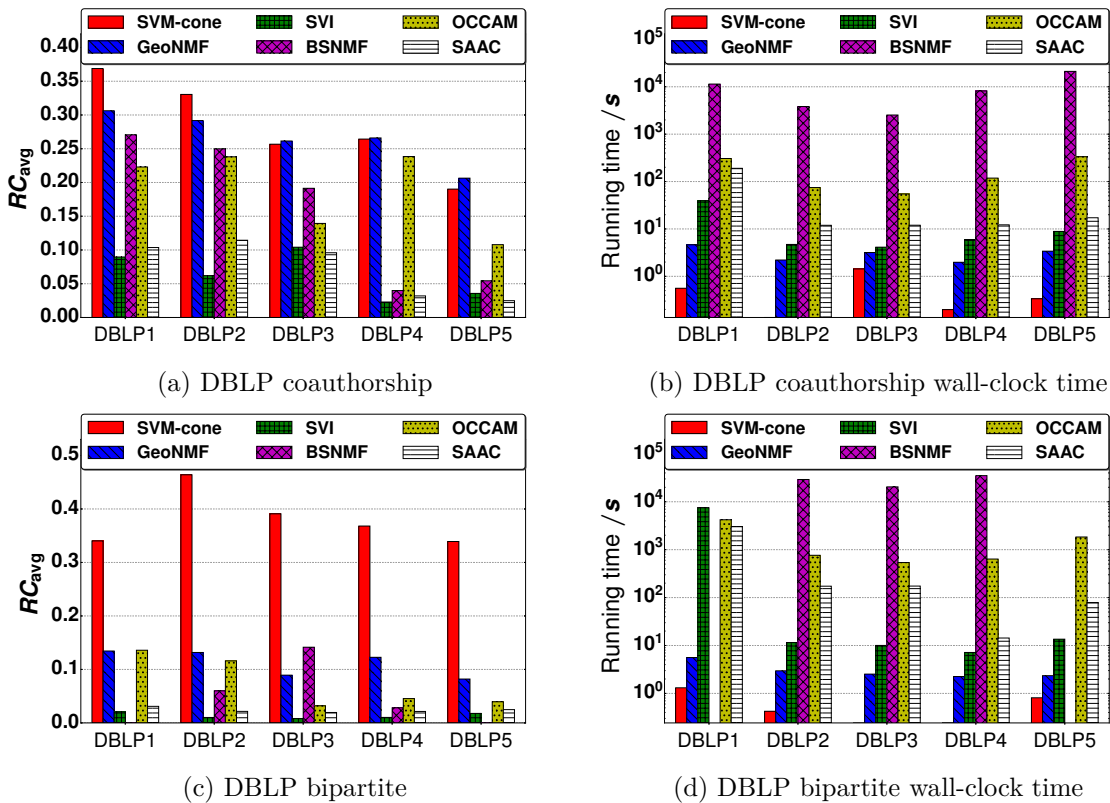 SVM-cone SVI OCCAM
GeoNMF BSNMF SAAC
0.40
0.35
0.30
0.25
0.20
0.15
0.10
0.05
0.00
RCavg
DBLP1 DBLP2 DBLP3 DBLP4 DBLP5
(a) DBLP coauthorship
SVM-cone SVI OCCAM
GeoNMF BSNMF SAAC
10^5
10^4
10^3
10^2
10^1
10^0
Running time / s
DBLP1 DBLP2 DBLP3 DBLP4 DBLP5
(b) DBLP coauthorship wall-clock time
SVM-cone SVI OCCAM
GeoNMF BSNMF SAAC
0.5
0.4
0.3
0.2
0.1
0.0
RCavg
DBLP1 DBLP2 DBLP3 DBLP4 DBLP5
(c) DBLP bipartite
SVM-cone SVI OCCAM
GeoNMF BSNMF SAAC
10^5
10^4
10^3
10^2
10^1
10^0
Running time / s
DBLP1 DBLP2 DBLP3 DBLP4 DBLP5
(d) DBLP bipartite wall-clock time